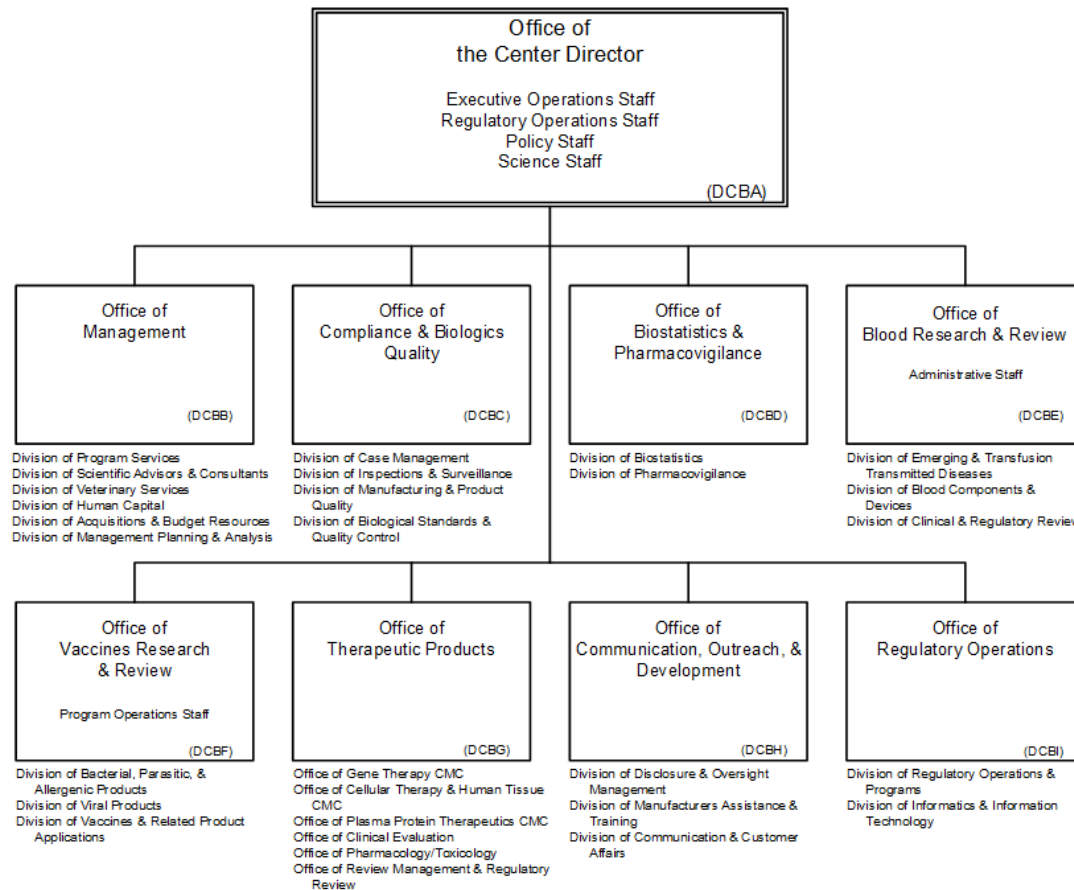 Office of
the Center Director
Executive Operations Staff
Regulatory Operations Staff
Policy Staff
Science Staff
(DCBA)
Office of
Management
(DCBB)
Division of Program Services
Division of Scientific Advisors & Consultants
Division of Veterinary Services
Division of Human Capital
Division of Acquisitions & Budget Resources
Division of Management Planning & Analysis
Office of
Compliance & Biologics
Quality
(DCBC)
Division of Case Management
Division of Inspections & Surveillance
Division of Manufacturing & Product
Quality
Division of Biological Standards &
Quality Control
Office of
Biostatistics &
Pharmacovigilance
(DCBD)
Division of Biostatistics
Division of Pharmacovigilance
Office of
Blood Research & Review
Administrative Staff
(DCBE)
Division of Emerging & Transfusion
Transmitted Diseases
Division of Blood Components &
Devices
Division of Clinical & Regulatory Review
Office of
Vaccines Research
& Review
Program Operations Staff
(DCBF)
Division of Bacterial, Parasitic, &
Allergenic Products
Division of Viral Products
Division of Vaccines & Related Product
Applications
Office of
Therapeutic Products
(DCBG)
Office of Gene Therapy CMC
Office of Cellular Therapy & Human Tissue
CMC
Office of Plasma Protein Therapeutics CMC
Office of Clinical Evaluation
Office of Pharmacology/Toxicology
Office of Review Management & Regulatory
Review
Office of
Communication, Outreach, &
Development
(DCBH)
Division of Disclosure & Oversight
Management
Division of Manufacturers Assistance &
Training
Division of Communication & Customer
Affairs
Office of
Regulatory Operations
(DCBI)
Division of Regulatory Operations &
Programs
Division of Informatics & Information
Technology